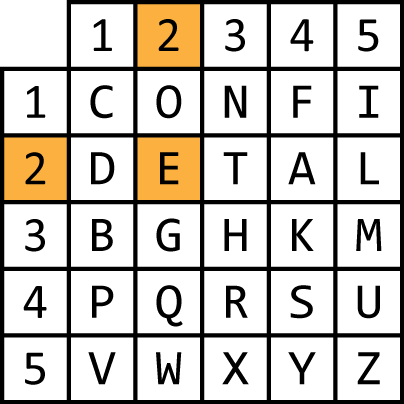 1 2 3 4 5
1 C O N F I
2 D E T A L
3 B G H K M
4 P Q R S U
5 V W X Y Z